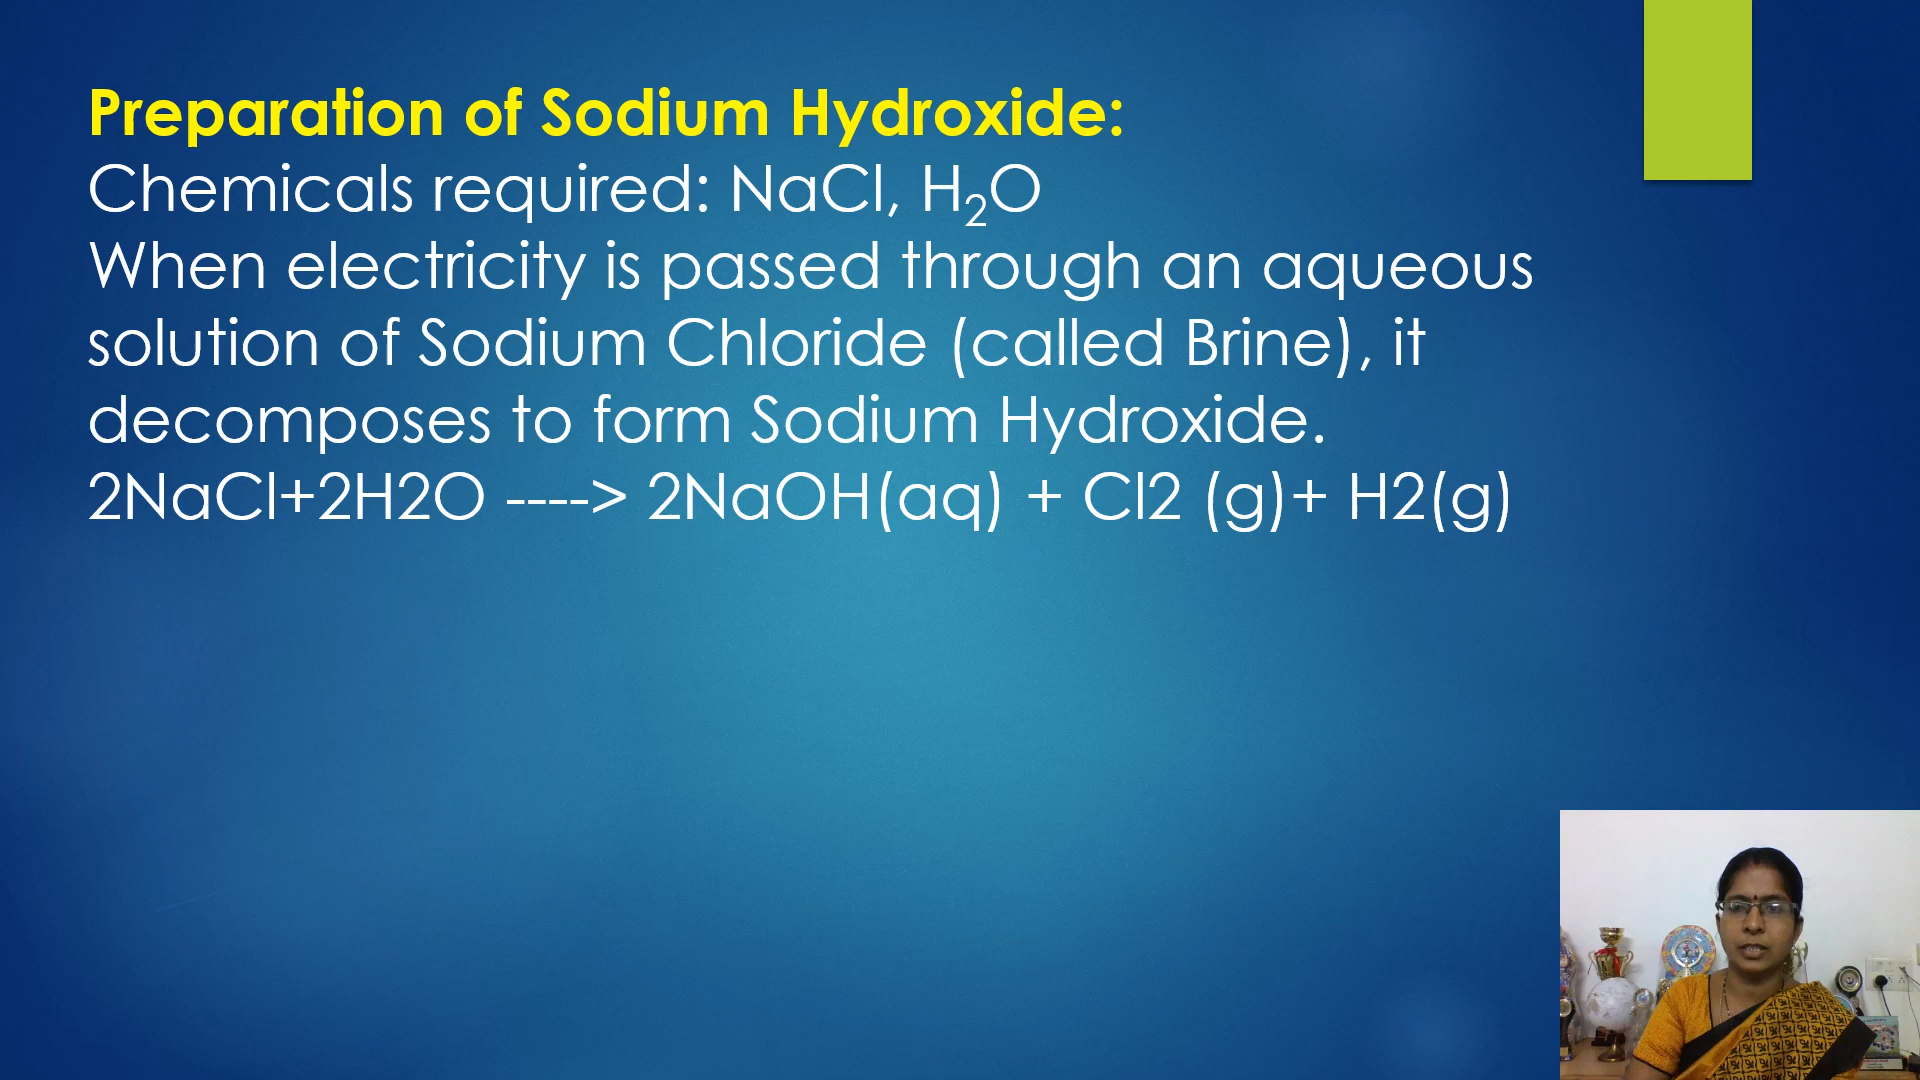 Preparation of Sodium Hydroxide:
Chemicals required: NaCl, H₂O
When electricity is passed through an aqueous
solution of Sodium Chloride (called Brine), it
decomposes to form Sodium Hydroxide.
2NaCl+2H2O ----> 2NaOH(aq) + Cl2 (g)+ H2(g)